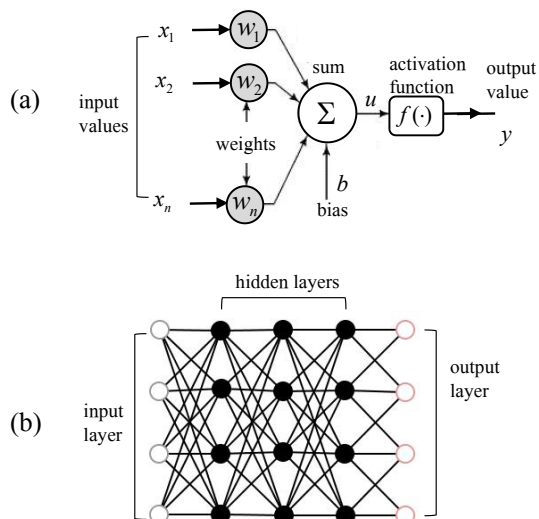 (a)
input
values
x₁
x₂
xₙ
w₁
w₂
wₙ
weights
sum
Σ
b
bias
u
activation
function
f(·)
output
value
y
(b)
hidden layers
input
layer
output
layer